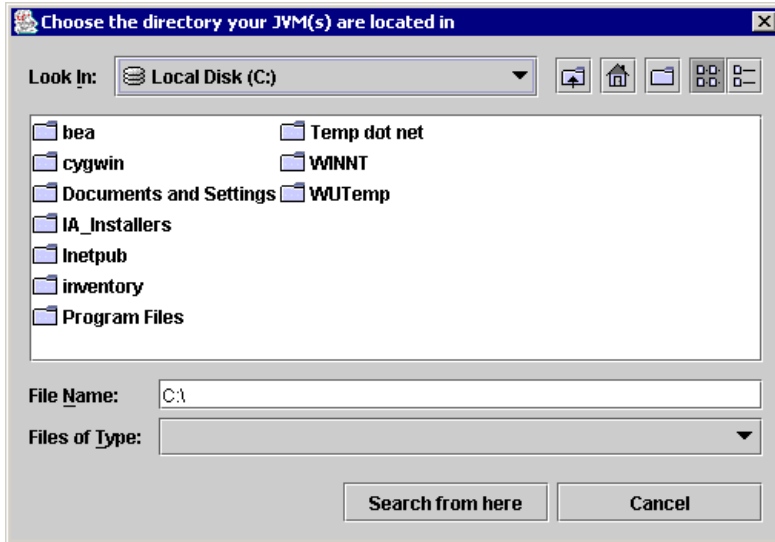 Choose the directory your JVM(s) are located in
Look In: Local Disk (C:)
bea Temp dot net
cygwin WINNT
Documents and Settings WUTemp
IA_Installers
Inetpub
inventory
Program Files
File Name: C:\
Files of Type:
Search from here Cancel